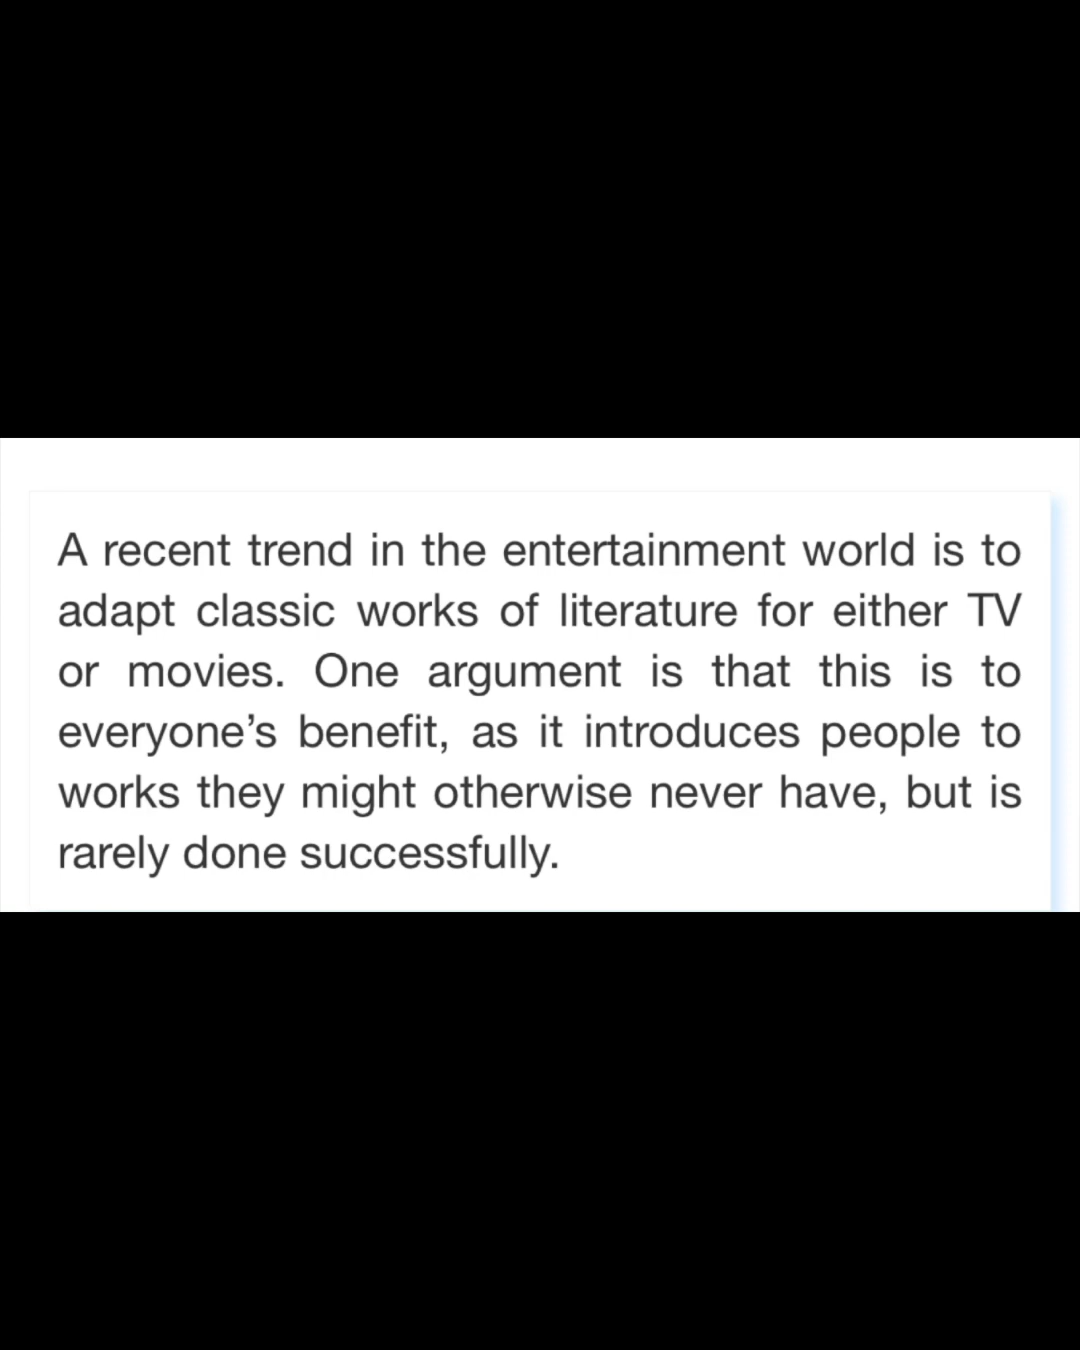 A recent trend in the entertainment world is to
adapt classic works of literature for either TV
or movies. One argument is that this is to
everyone’s benefit, as it introduces people to
works they might otherwise never have, but is
rarely done successfully.